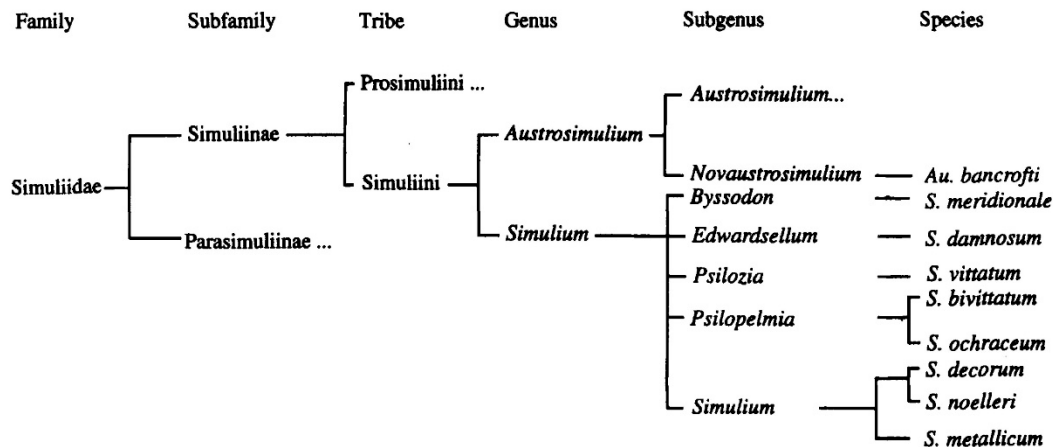 Family Subfamily Tribe Genus Subgenus Species
Prosimuliini ...
Austrosimulium...
Simuliinae
Austrosimulium
Simuliidae
Simuliini
Novaustrosimulium
Au. bancrofti
Byssodon
S. meridionale
Parasimuliinae ...
Simulium
Edwardsellum
S. damnosum
Psilozia
S. vittatum
S. bivittatum
Psilopelmia
S. ochraceum
S. decorum
S. noelleri
Simulium
S. metallicum